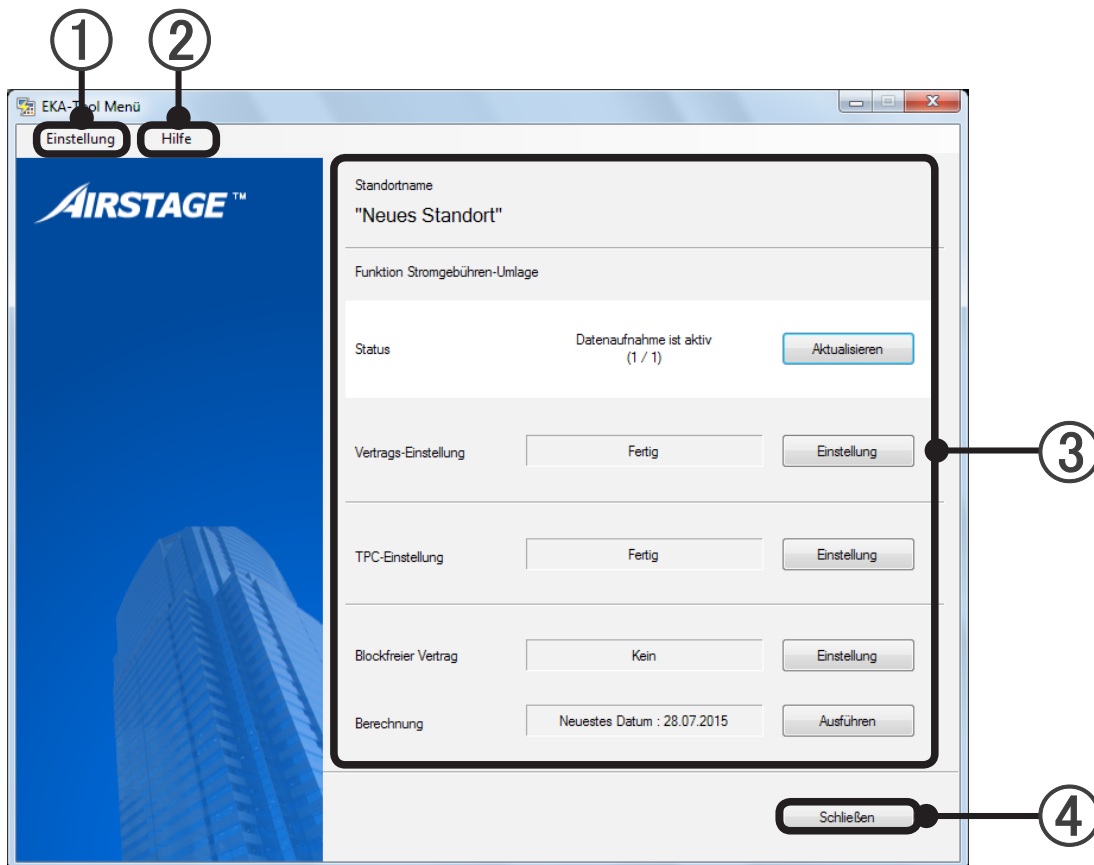 ① ②
EKA-Tool Menü
Einstellung Hilfe
AIRSTAGE™
Standortname
"Neues Standort"
Funktion Stromgebühren-Umlage
Status Datenaufnahme ist aktiv Aktualisieren
(1 / 1)
Vertrags-Einstellung Fertig Einstellung
③
TPC-Einstellung Fertig Einstellung
Blockfreier Vertrag Kein Einstellung
Berechnung Neuestes Datum : 28.07.2015 Ausführen
Schließen
④